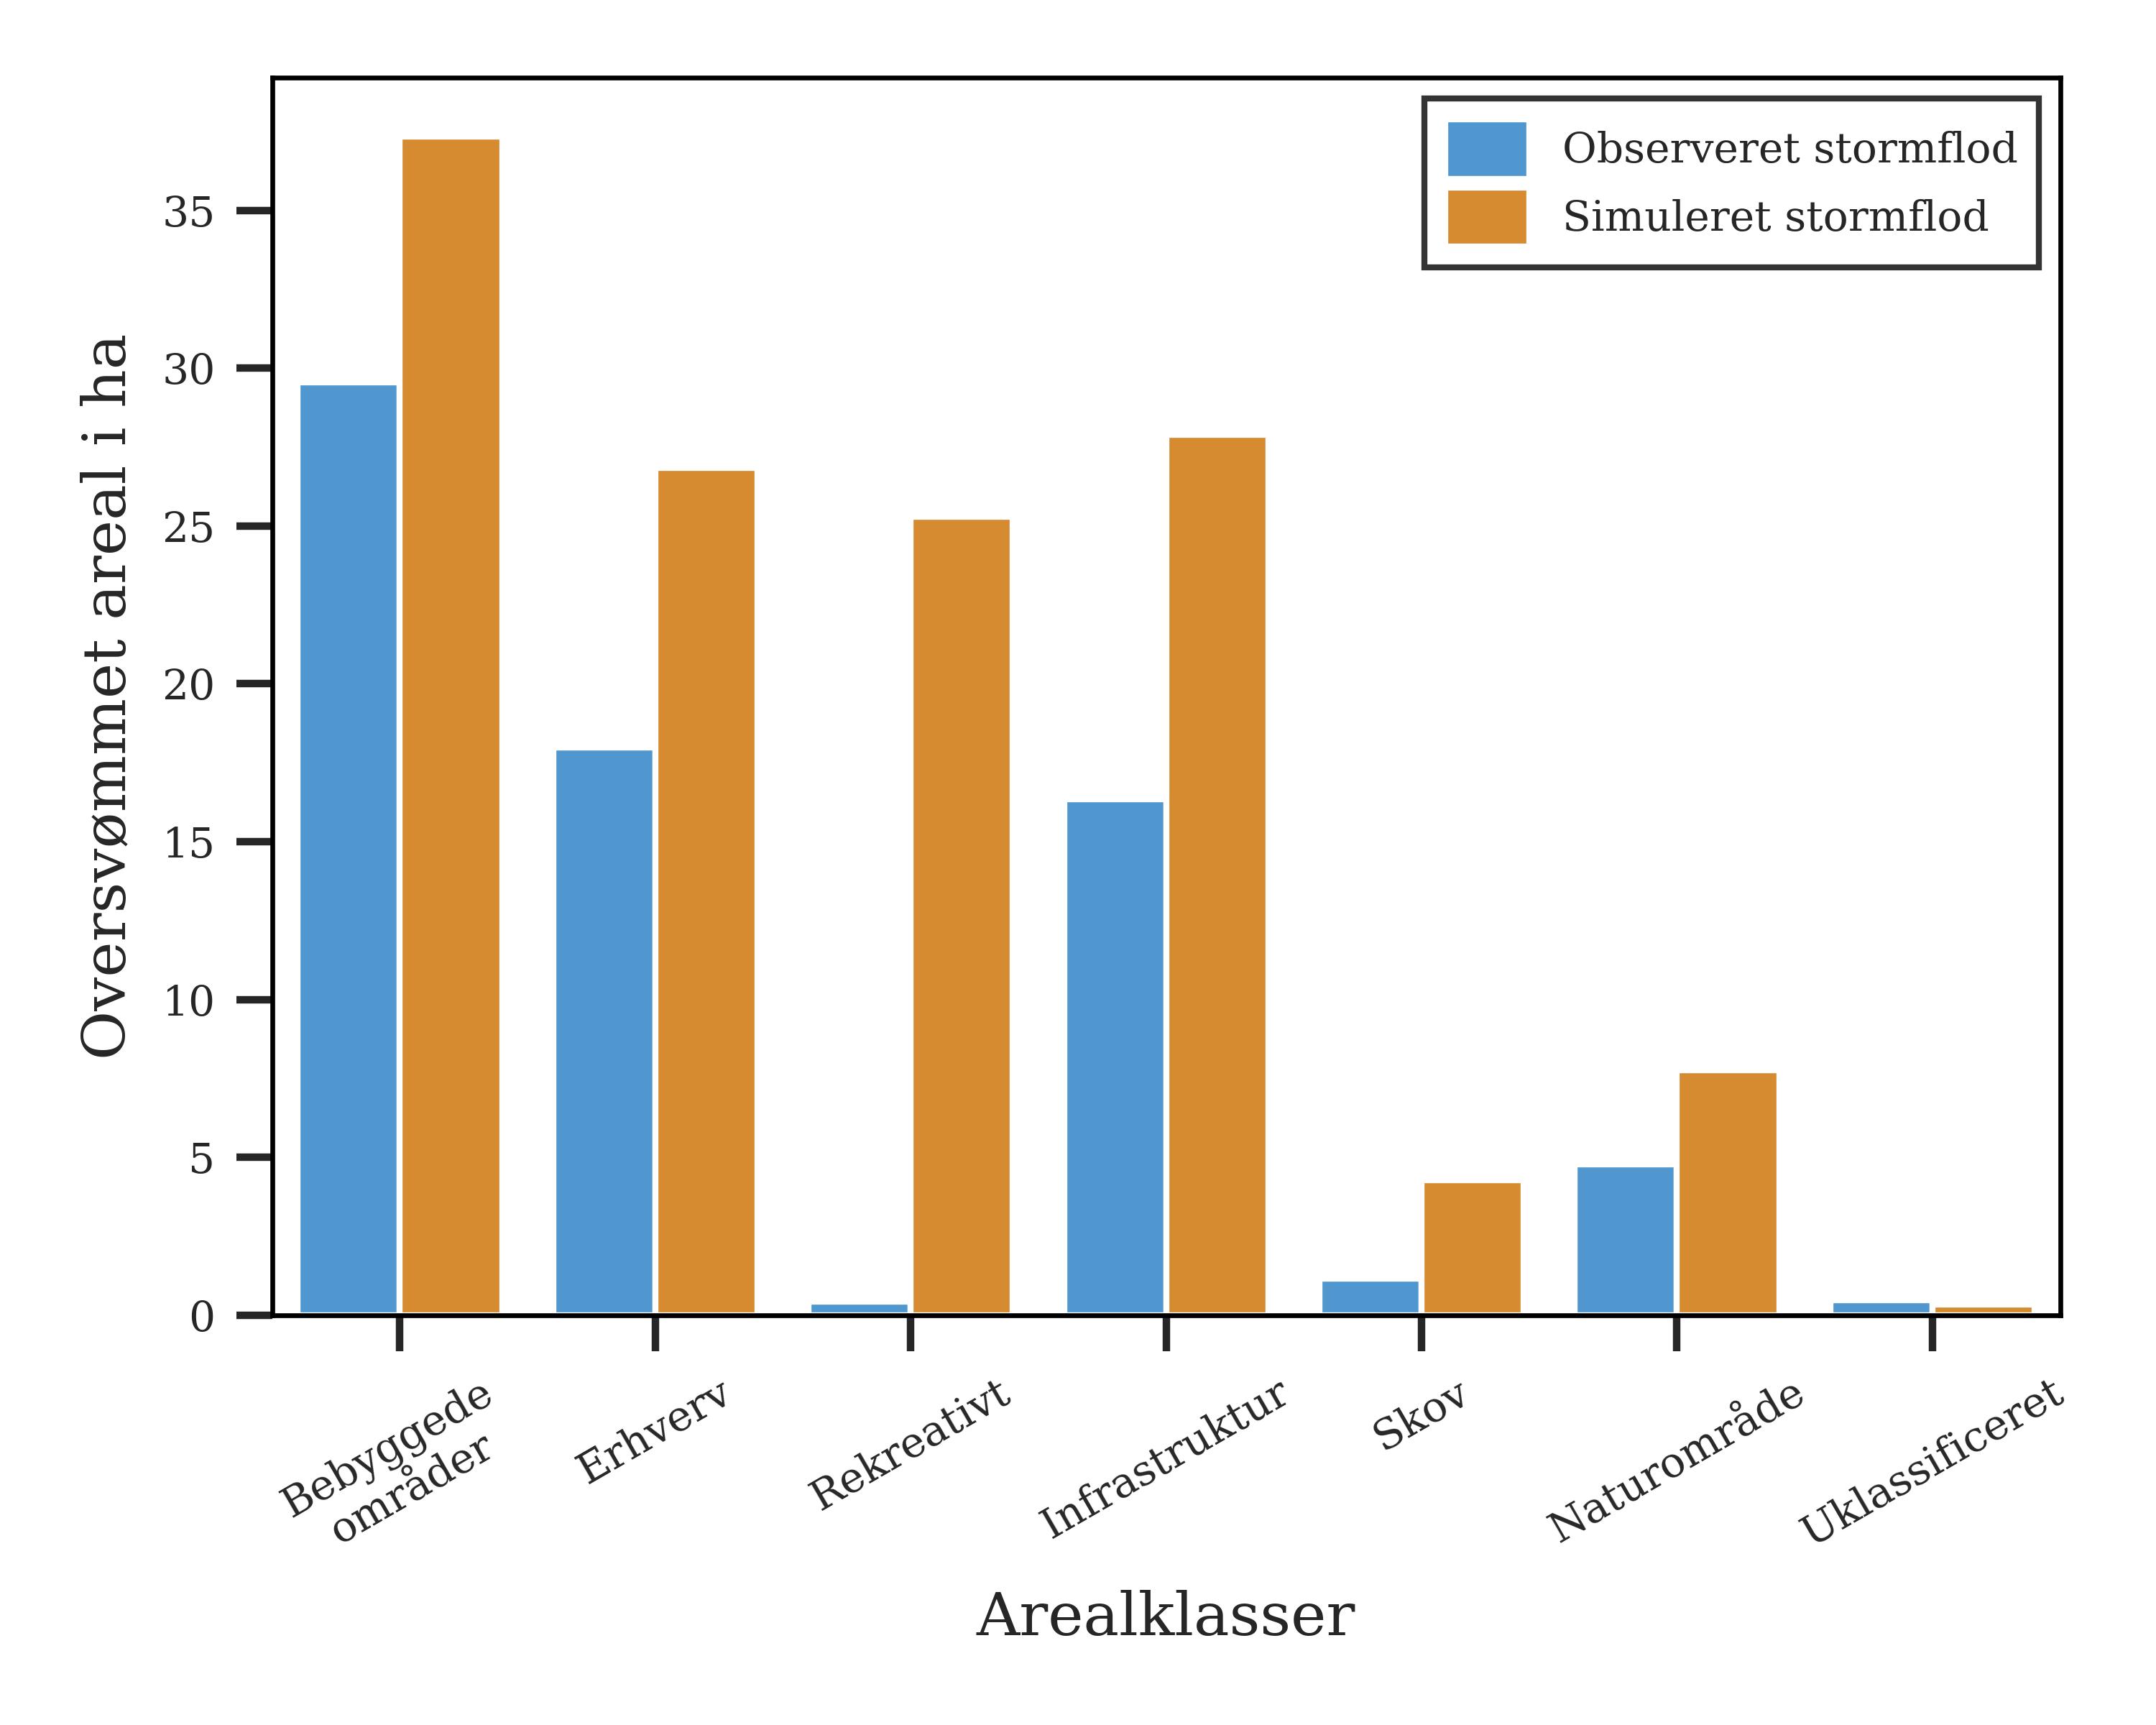 Observeret stormflod
Simuleret stormflod
Oversvømmet areal i ha
35
30
25
20
15
10
5
0
Bebyggede
områder
Erhverv
Rekreativt
Infrastruktur
Skov
Naturområde
Uklassificeret
Arealklasser